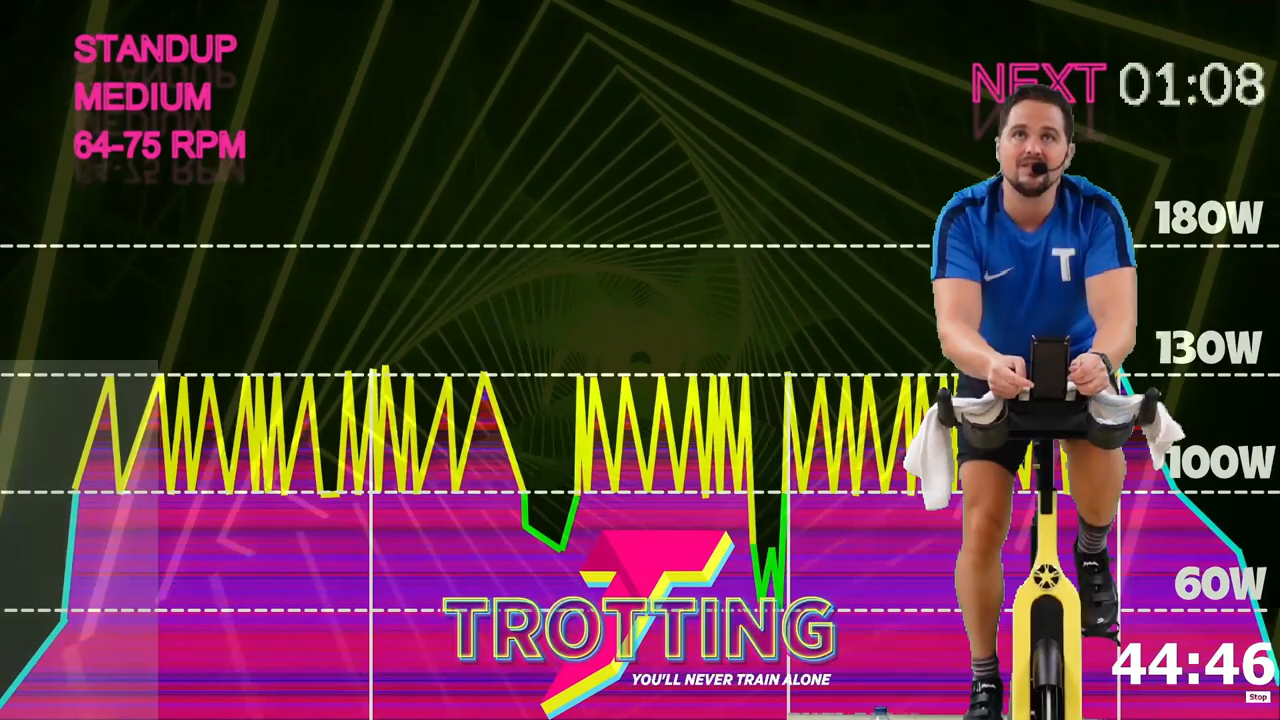 STANDUP
MEDIUM
64-75 RPM
NEXT 01:08
180W
130W
100W
60W
T
TROTTING
YOU'LL NEVER TRAIN ALONE
44:46
Stop